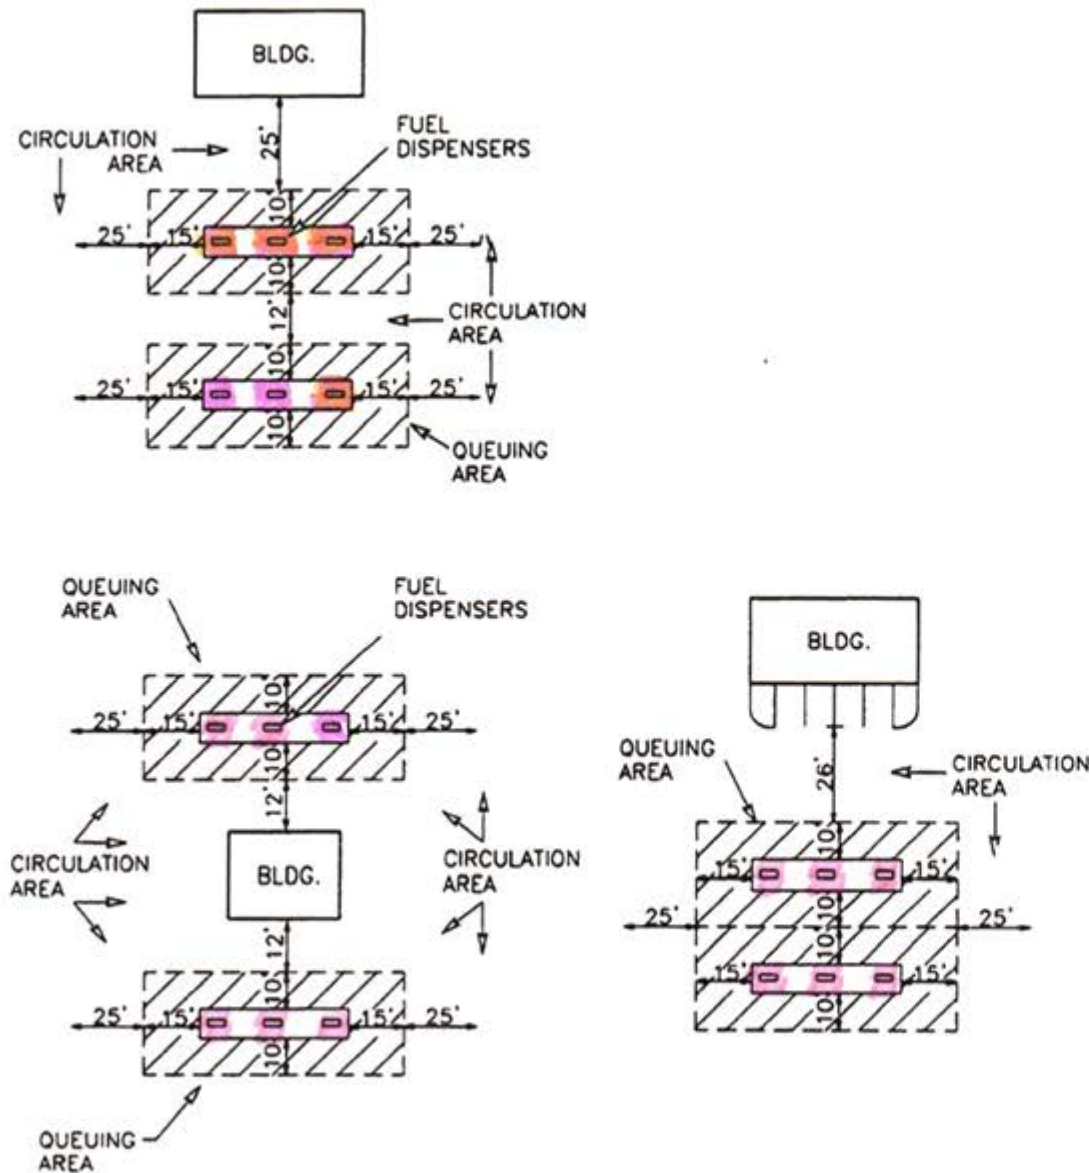 BLDG.
25'
CIRCULATION
AREA
FUEL
DISPENSERS
10'
25' 15' 15' 25'
10'
12'
CIRCULATION
AREA
10'
25' 15' 15' 25'
10'
QUEUING
AREA
QUEUING
AREA
FUEL
DISPENSERS
10'
25' 15' 15' 25'
10'
12'
CIRCULATION
AREA
BLDG.
CIRCULATION
AREA
12'
10'
25' 15' 15' 25'
10'
QUEUING
AREA
BLDG.
QUEUING
AREA
26'
CIRCULATION
AREA
10'
15' 15'
10'
25' 25'
10'
15' 15'
10'